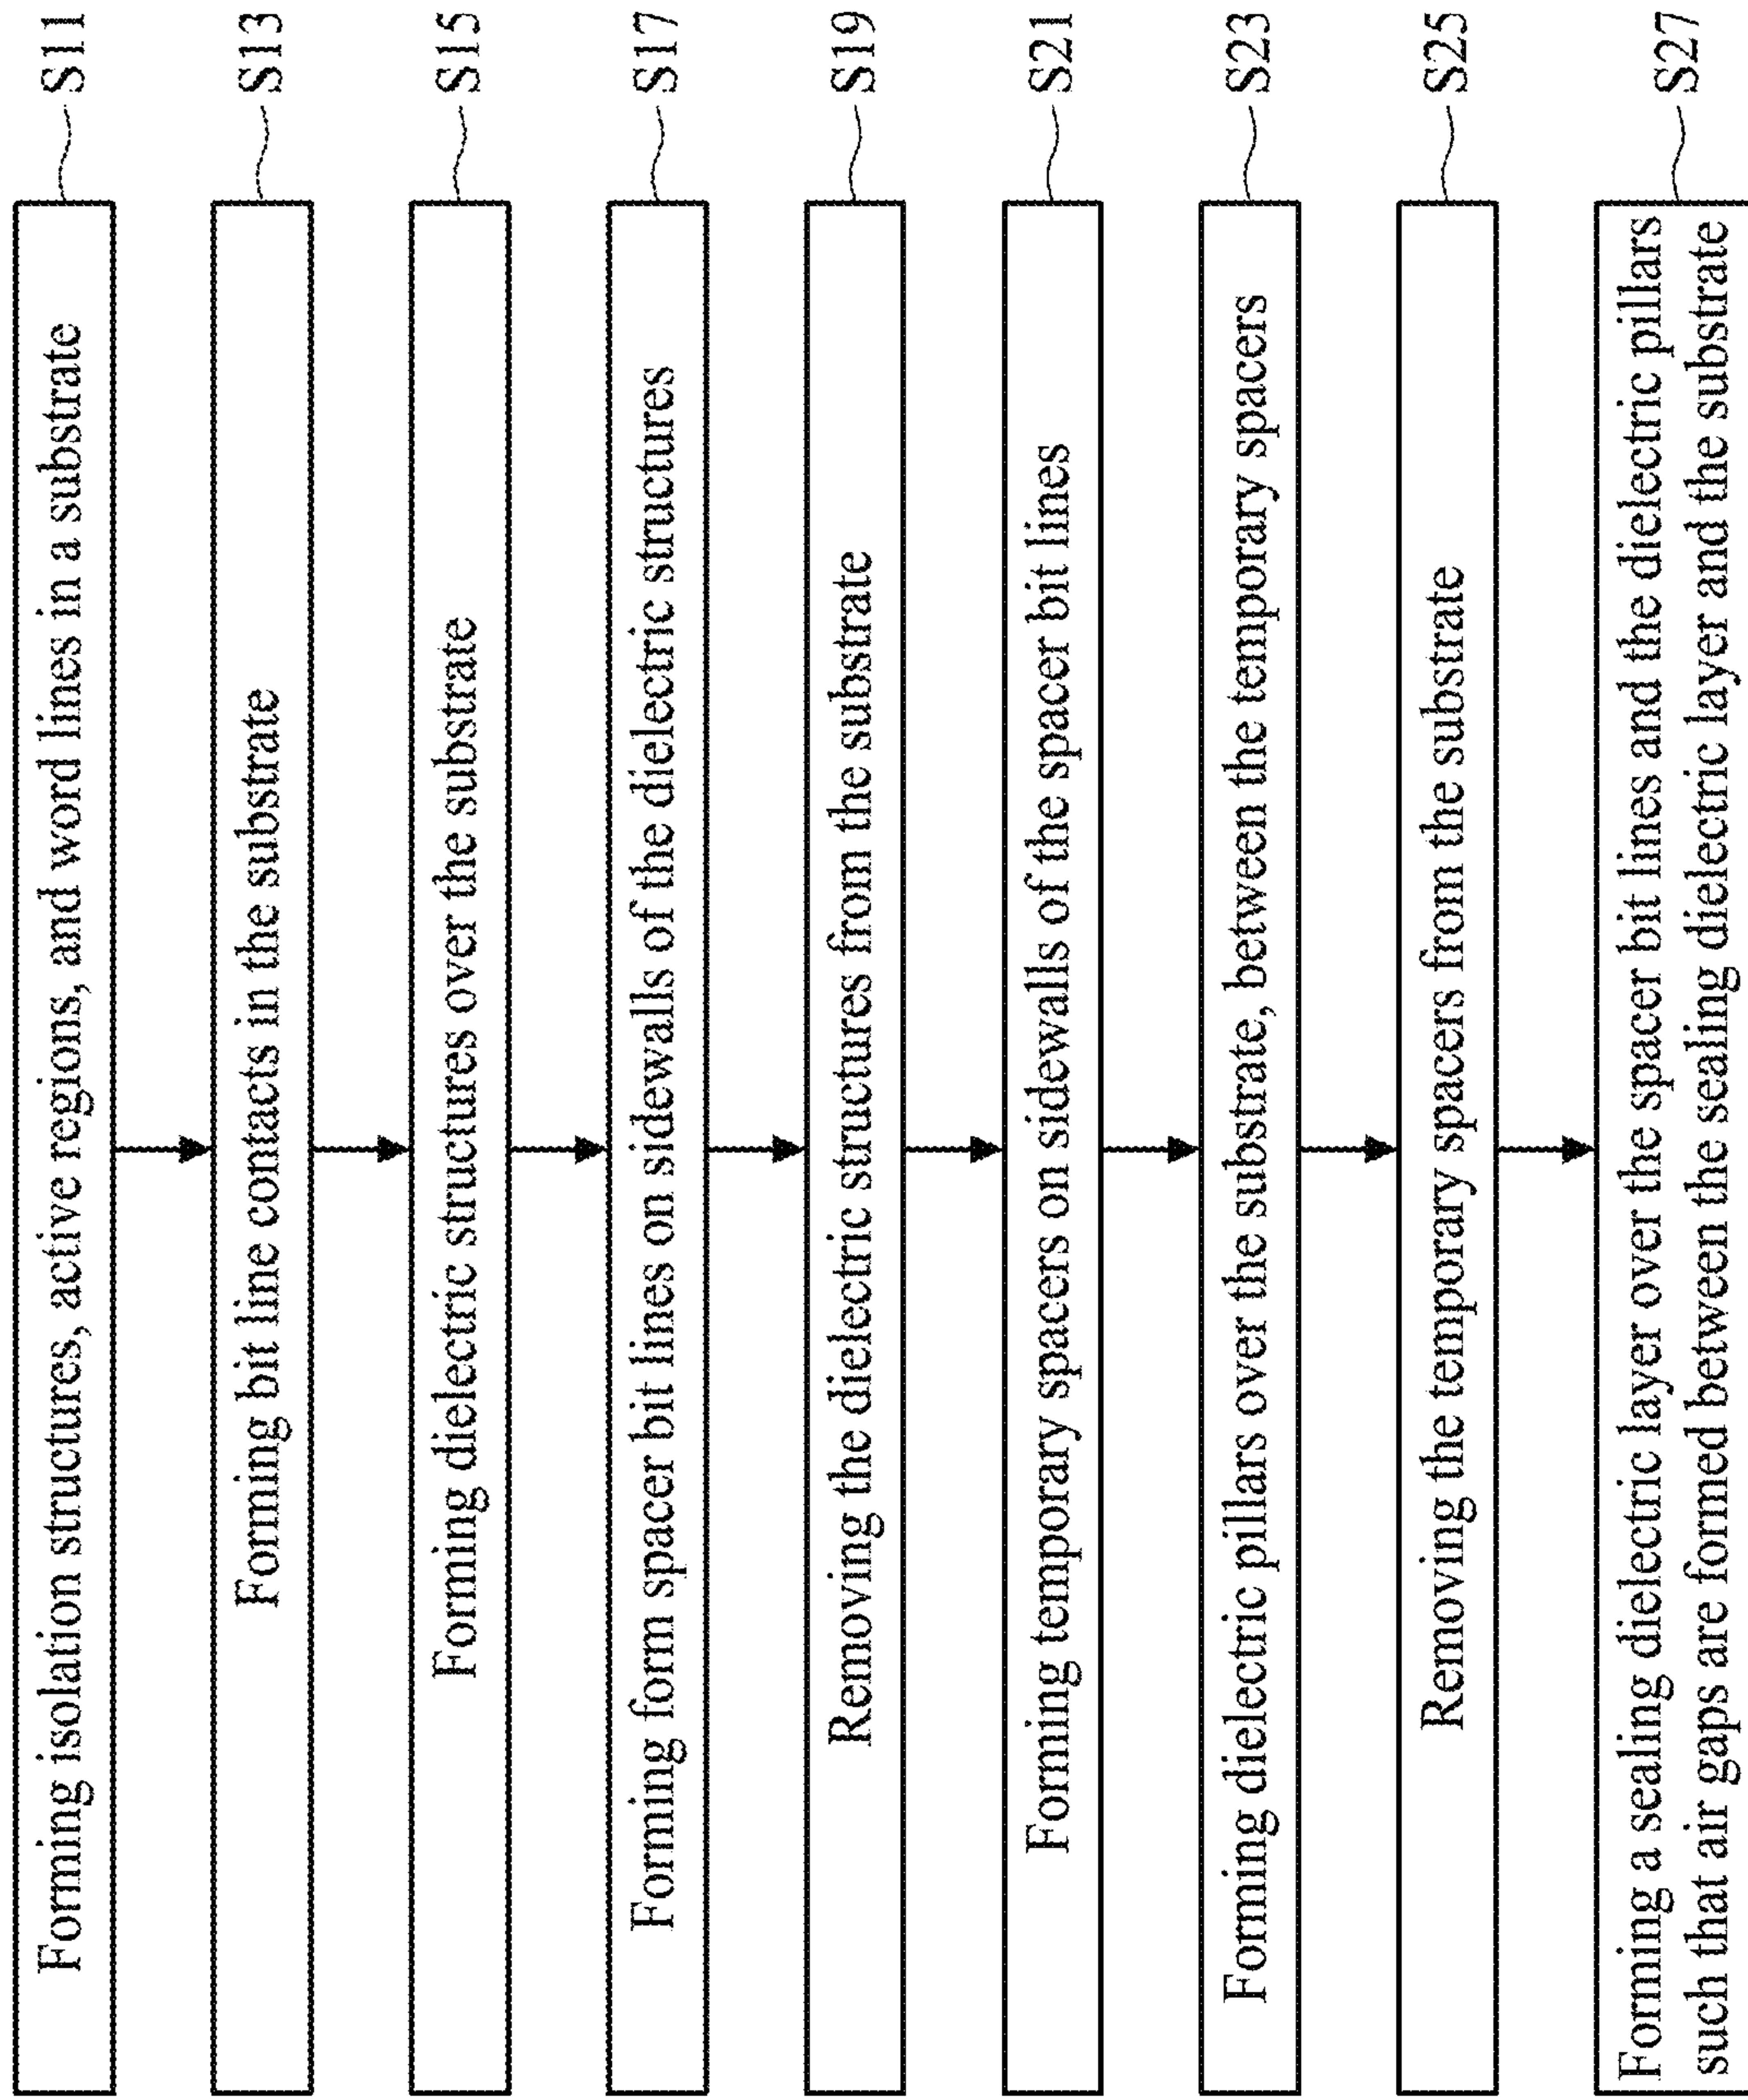 Forming isolation structures, active regions, and word lines in a substrate
S11
Forming bit line contacts in the substrate
S13
Forming dielectric structures over the substrate
S15
Forming form spacer bit lines on sidewalls of the dielectric structures
S17
Removing the dielectric structures from the substrate
S19
Forming temporary spacers on sidewalls of the spacer bit lines
S21
Forming dielectric pillars over the substrate, between the temporary spacers
S23
Removing the temporary spacers from the substrate
S25
Forming a sealing dielectric layer over the spacer bit lines and the dielectric pillars
such that air gaps are formed between the sealing dielectric layer and the substrate
S27